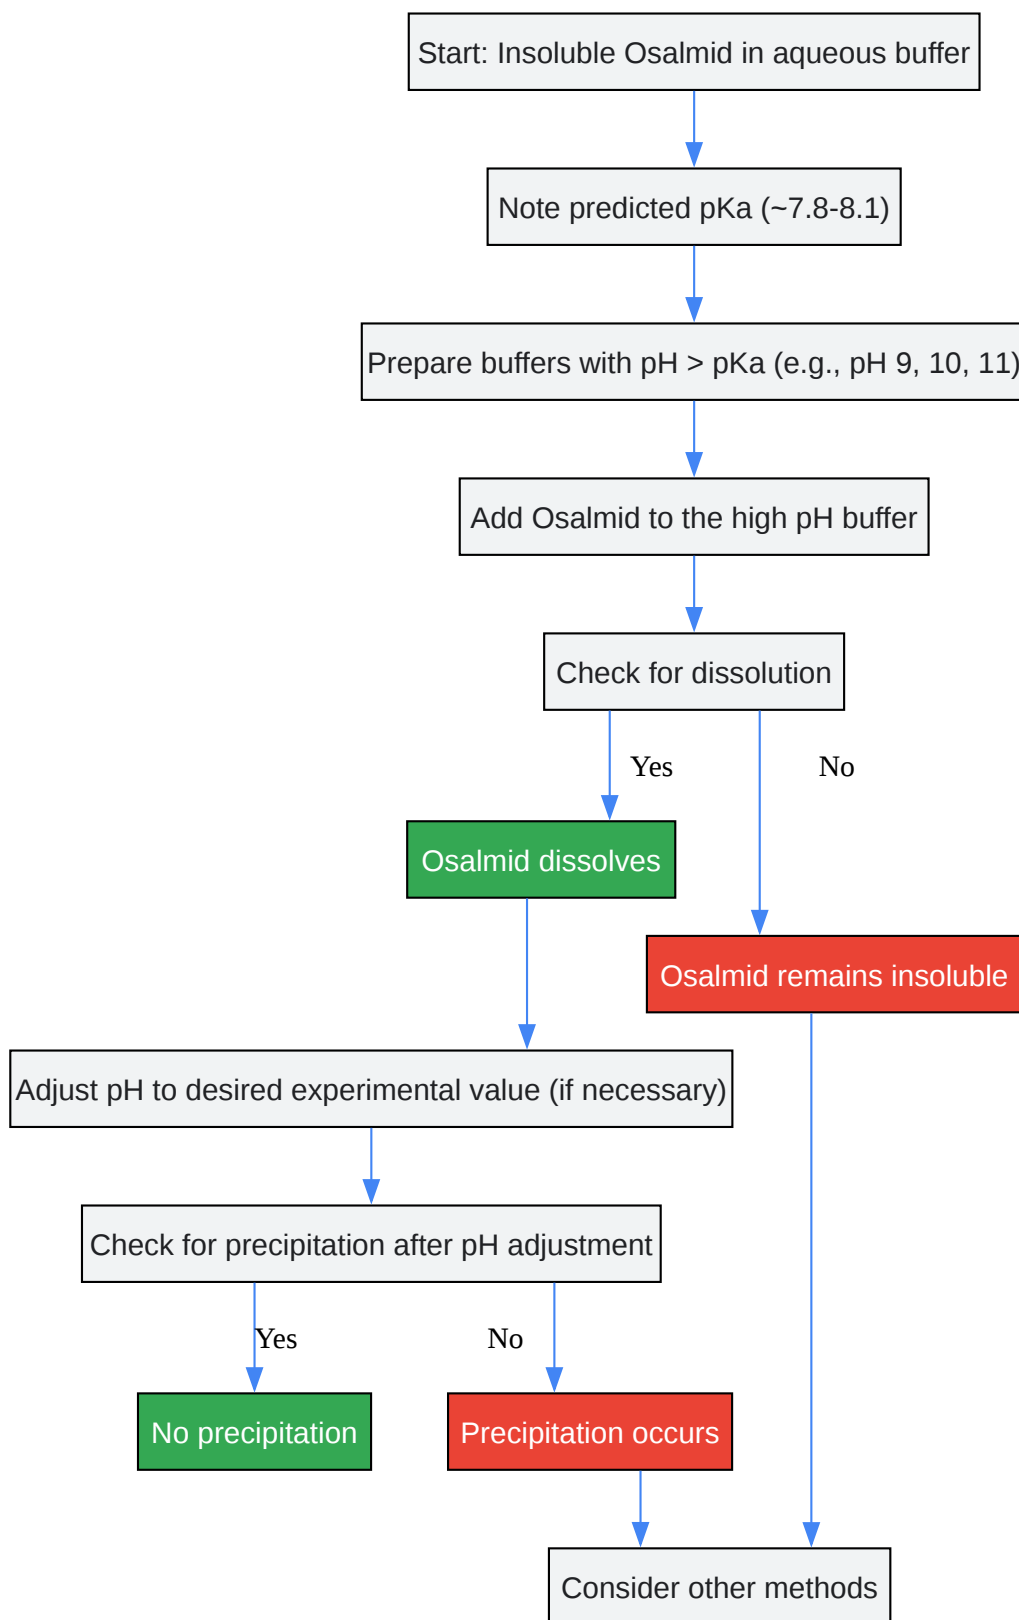 Start: Insoluble Osalmid in aqueous buffer
Note predicted pKa (~7.8-8.1)
Prepare buffers with pH > pKa (e.g., pH 9, 10, 11)
Add Osalmid to the high pH buffer
Check for dissolution
Yes
No
Osalmid dissolves
Osalmid remains insoluble
Adjust pH to desired experimental value (if necessary)
Check for precipitation after pH adjustment
Yes
No
No precipitation
Precipitation occurs
Consider other methods